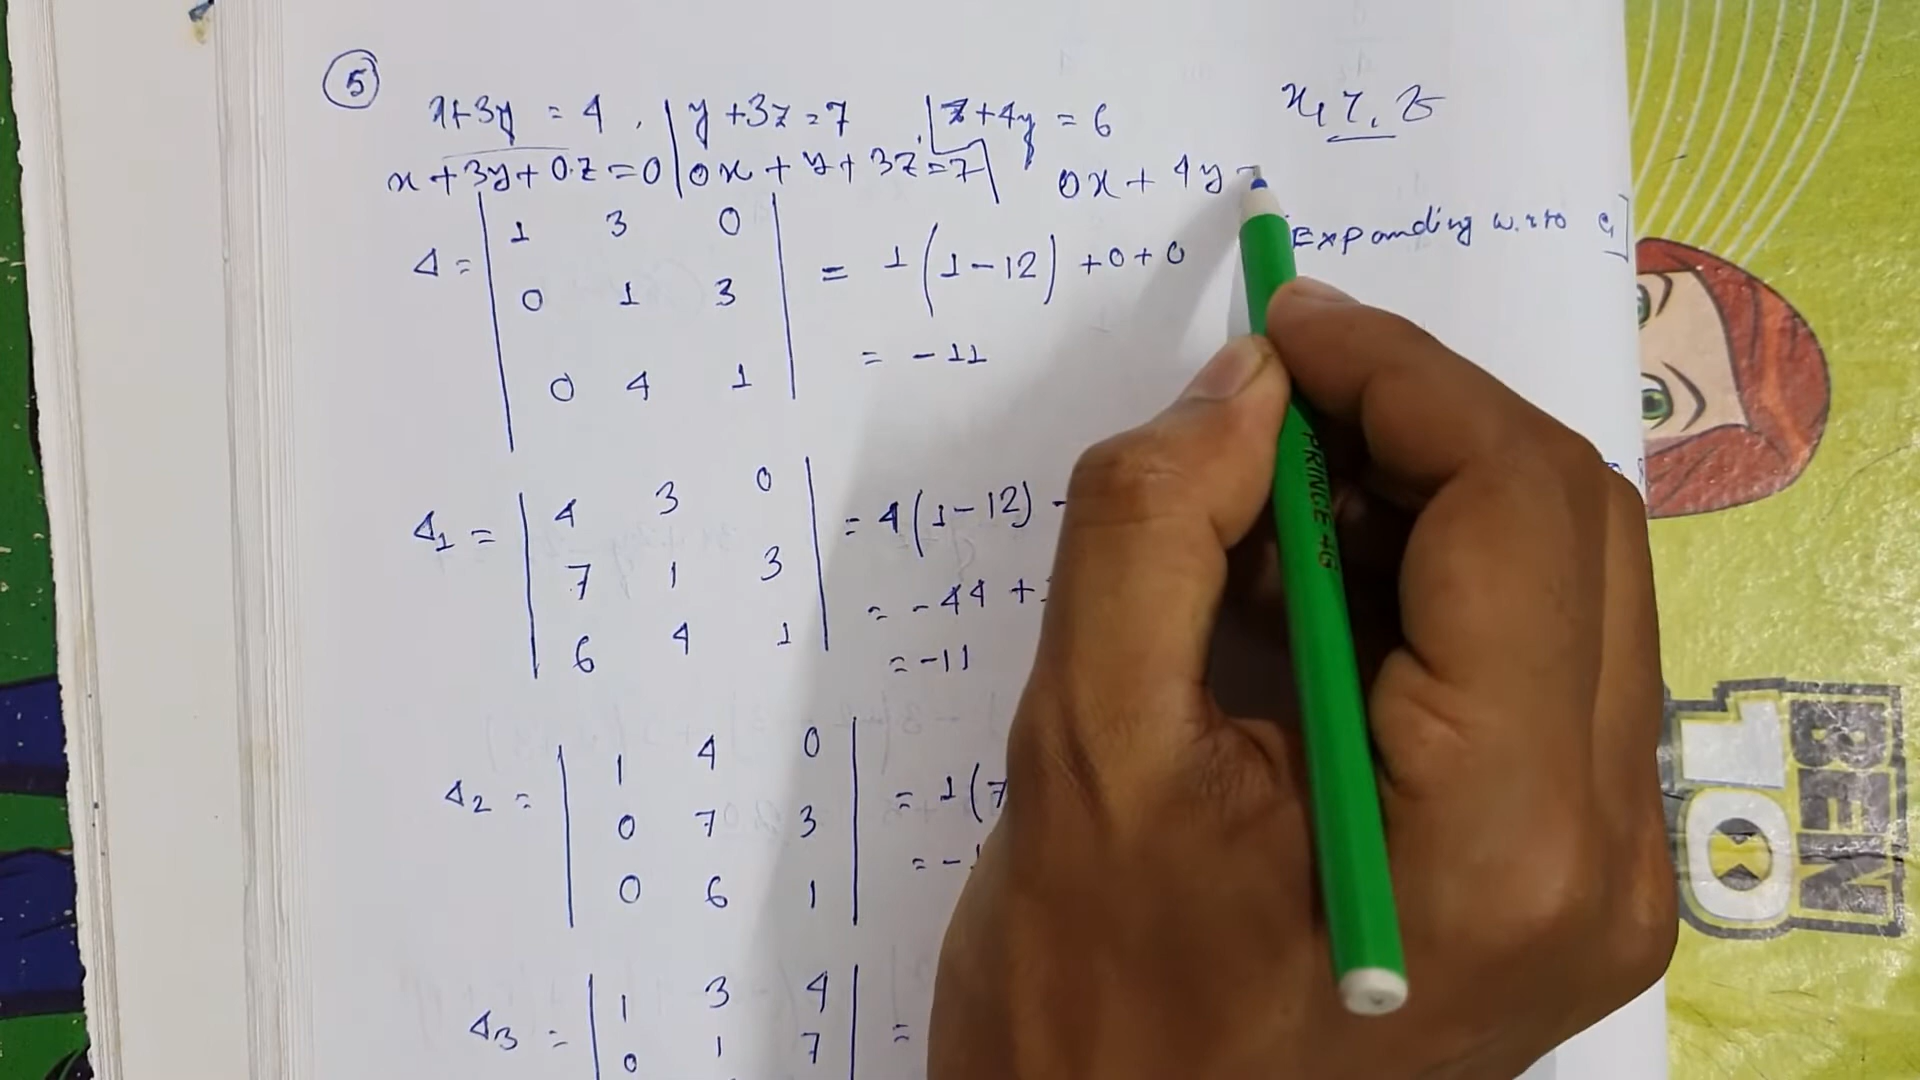 5
x+3y = 4, | y+3z=7, | z+4y = 6 x, y, z
x+3y+0.z=0 | 0x+y+3z=7 | 0x+4y
Δ = | 1 3 0 | = 1(1-12)+0+0 [Expanding w.r.to C1]
0 1 3
= -11
0 4 1
Δ1 = | 4 3 0 | = 4(1-12) -
7 1 3
= -44 +
6 4 1
= -11
Δ2 = | 1 4 0 | = 1(7
0 7 3
= -1
0 6 1
Δ3 = | 1 3 4 | =
0 1 7
PRINCE +G
BEN
10